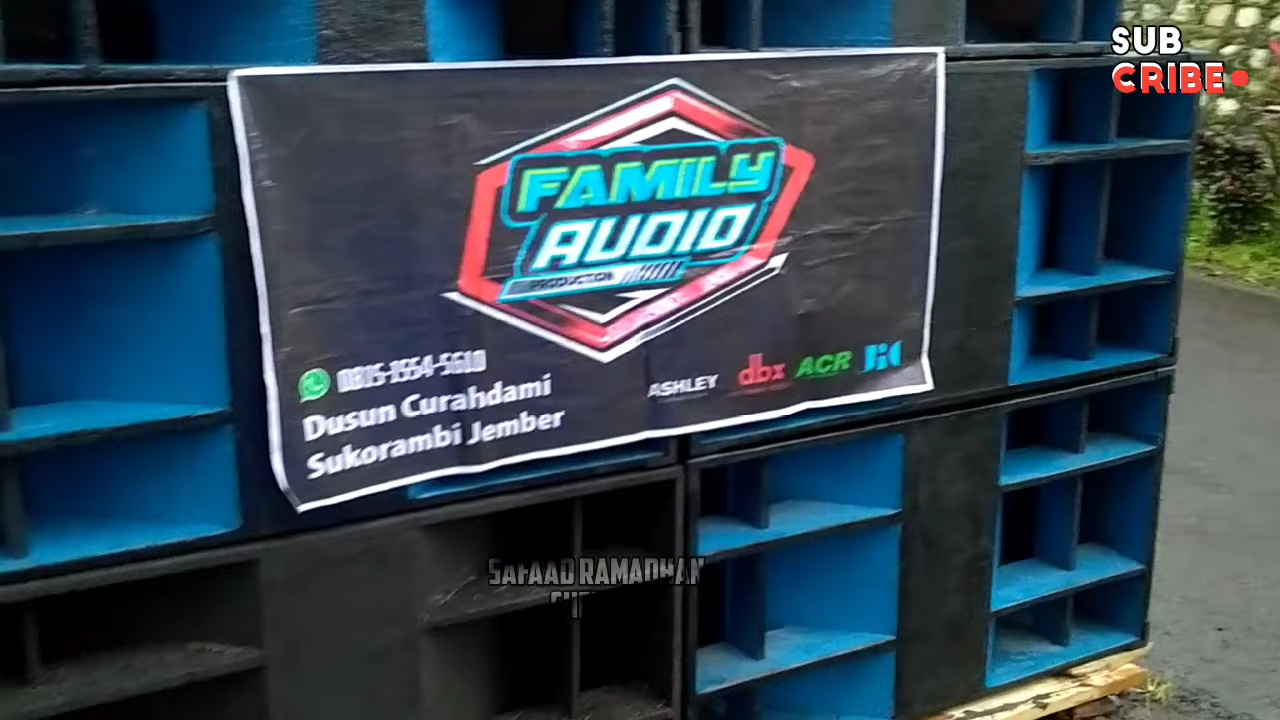 SUB
CRIBE
FAMILY
AUDIO
PRODUCTION
0815-1554-5610
Dusun Curahdami
Sukorambi Jember
ASHLEY
dbx
ACR
SAFAAD RAMADHAN